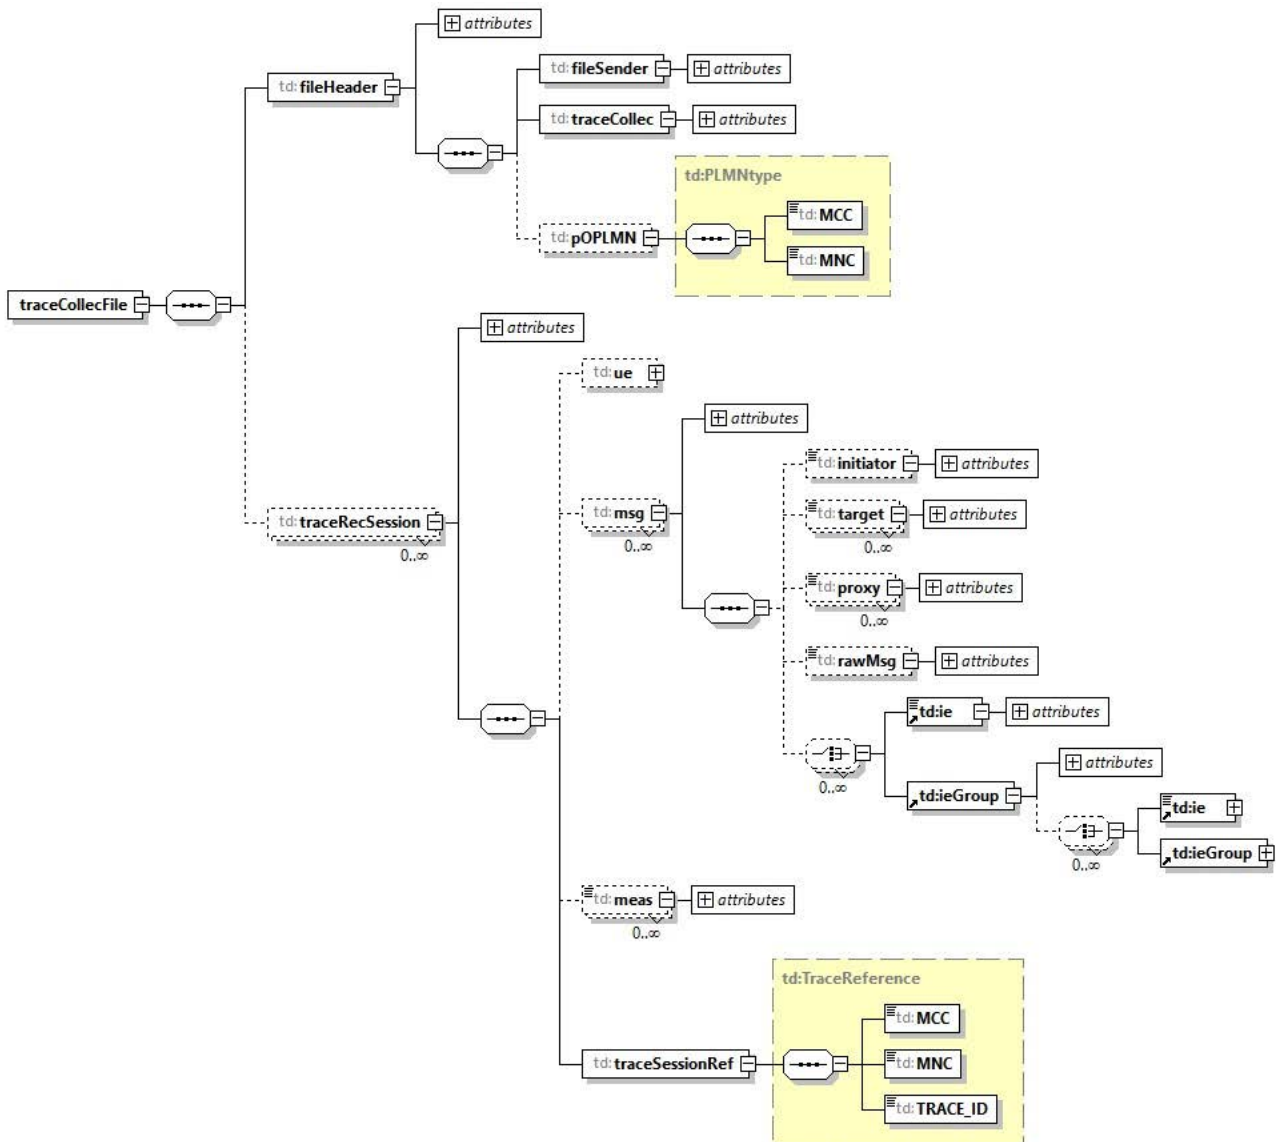 attributes
td:fileSender
attributes
td:fileHeader
td:traceCollec
attributes
td:PLMNtype
td:MCC
td:pOPLMN
td:MNC
traceCollecFile
attributes
td:ue
attributes
td:initiator
attributes
td:traceRecSession
0..∞
td:msg
0..∞
td:target
attributes
0..∞
td:proxy
attributes
0..∞
td:rawMsg
attributes
td:ie
attributes
0..∞
attributes
td:ieGroup
td:ie
0..∞
td:ieGroup
td:meas
attributes
0..∞
td:TraceReference
td:MCC
td:traceSessionRef
td:MNC
td:TRACE_ID